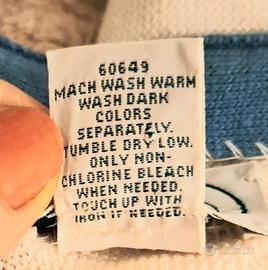 60649
MACH WASH WARM
WASH DARK
COLORS
SEPARATELY.
TUMBLE DRY LOW.
ONLY NON-
CHLORINE BLEACH
WHEN NEEDED.
TOUCH UP WITH
IRON IF NEEDED.